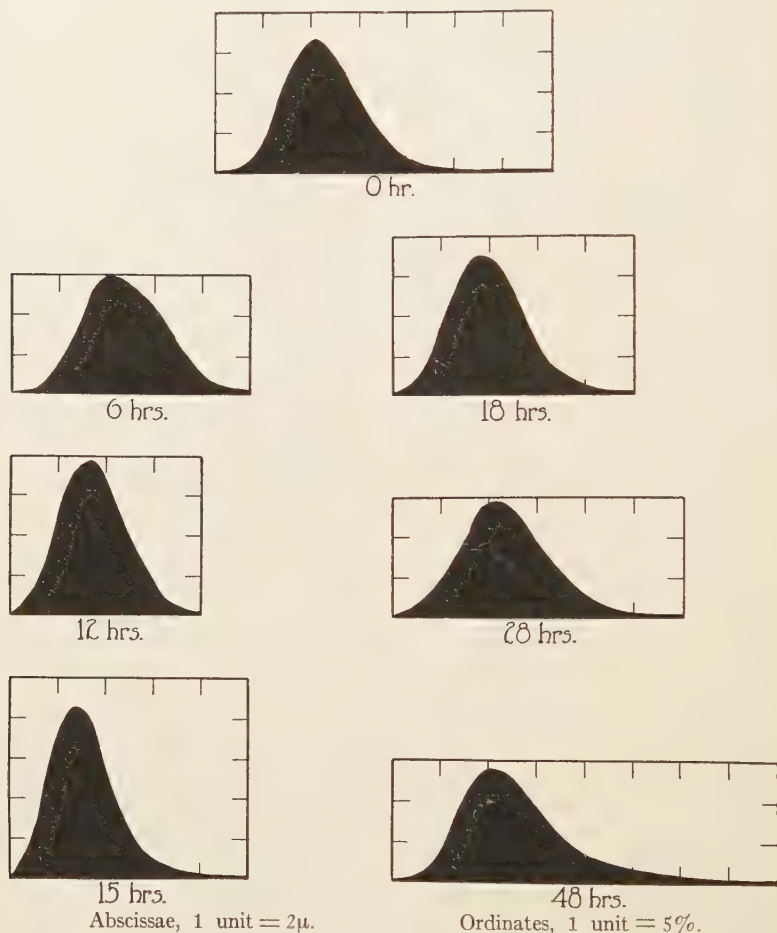 0 hr.
6 hrs.
18 hrs.
12 hrs.
28 hrs.
15 hrs.
48 hrs.
Abscissae, 1 unit = 2μ.
Ordinates, 1 unit = 5%.